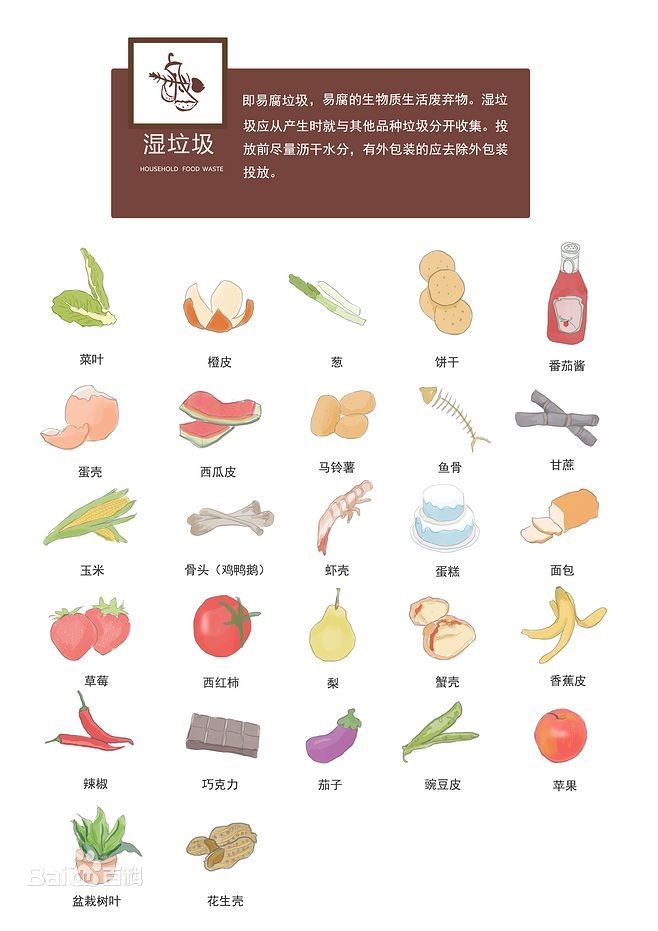 即易腐垃圾，易腐的生物质生活废弃物。湿垃
圾应从产生时就与其他品种垃圾分开收集。投
放前尽量沥干水分，有外包装的应去除外包装
投放。
湿垃圾
HOUSEHOLD FOOD WASTE
菜叶 橙皮 葱 饼干 番茄酱
蛋壳 西瓜皮 马铃薯 鱼骨 甘蔗
玉米 骨头（鸡鸭鹅） 虾壳 蛋糕 面包
草莓 西红柿 梨 蟹壳 香蕉皮
辣椒 巧克力 茄子 豌豆皮 苹果
盆栽树叶 花生壳
Baidu百科